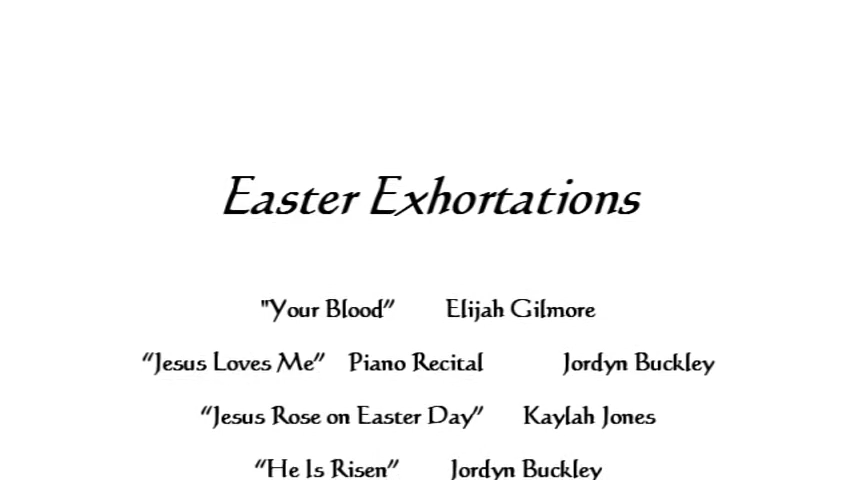 Easter Exhortations
"Your Blood” Elijah Gilmore
“Jesus Loves Me” Piano Recital Jordyn Buckley
“Jesus Rose on Easter Day” Kaylah Jones
“He Is Risen” Jordyn Buckley